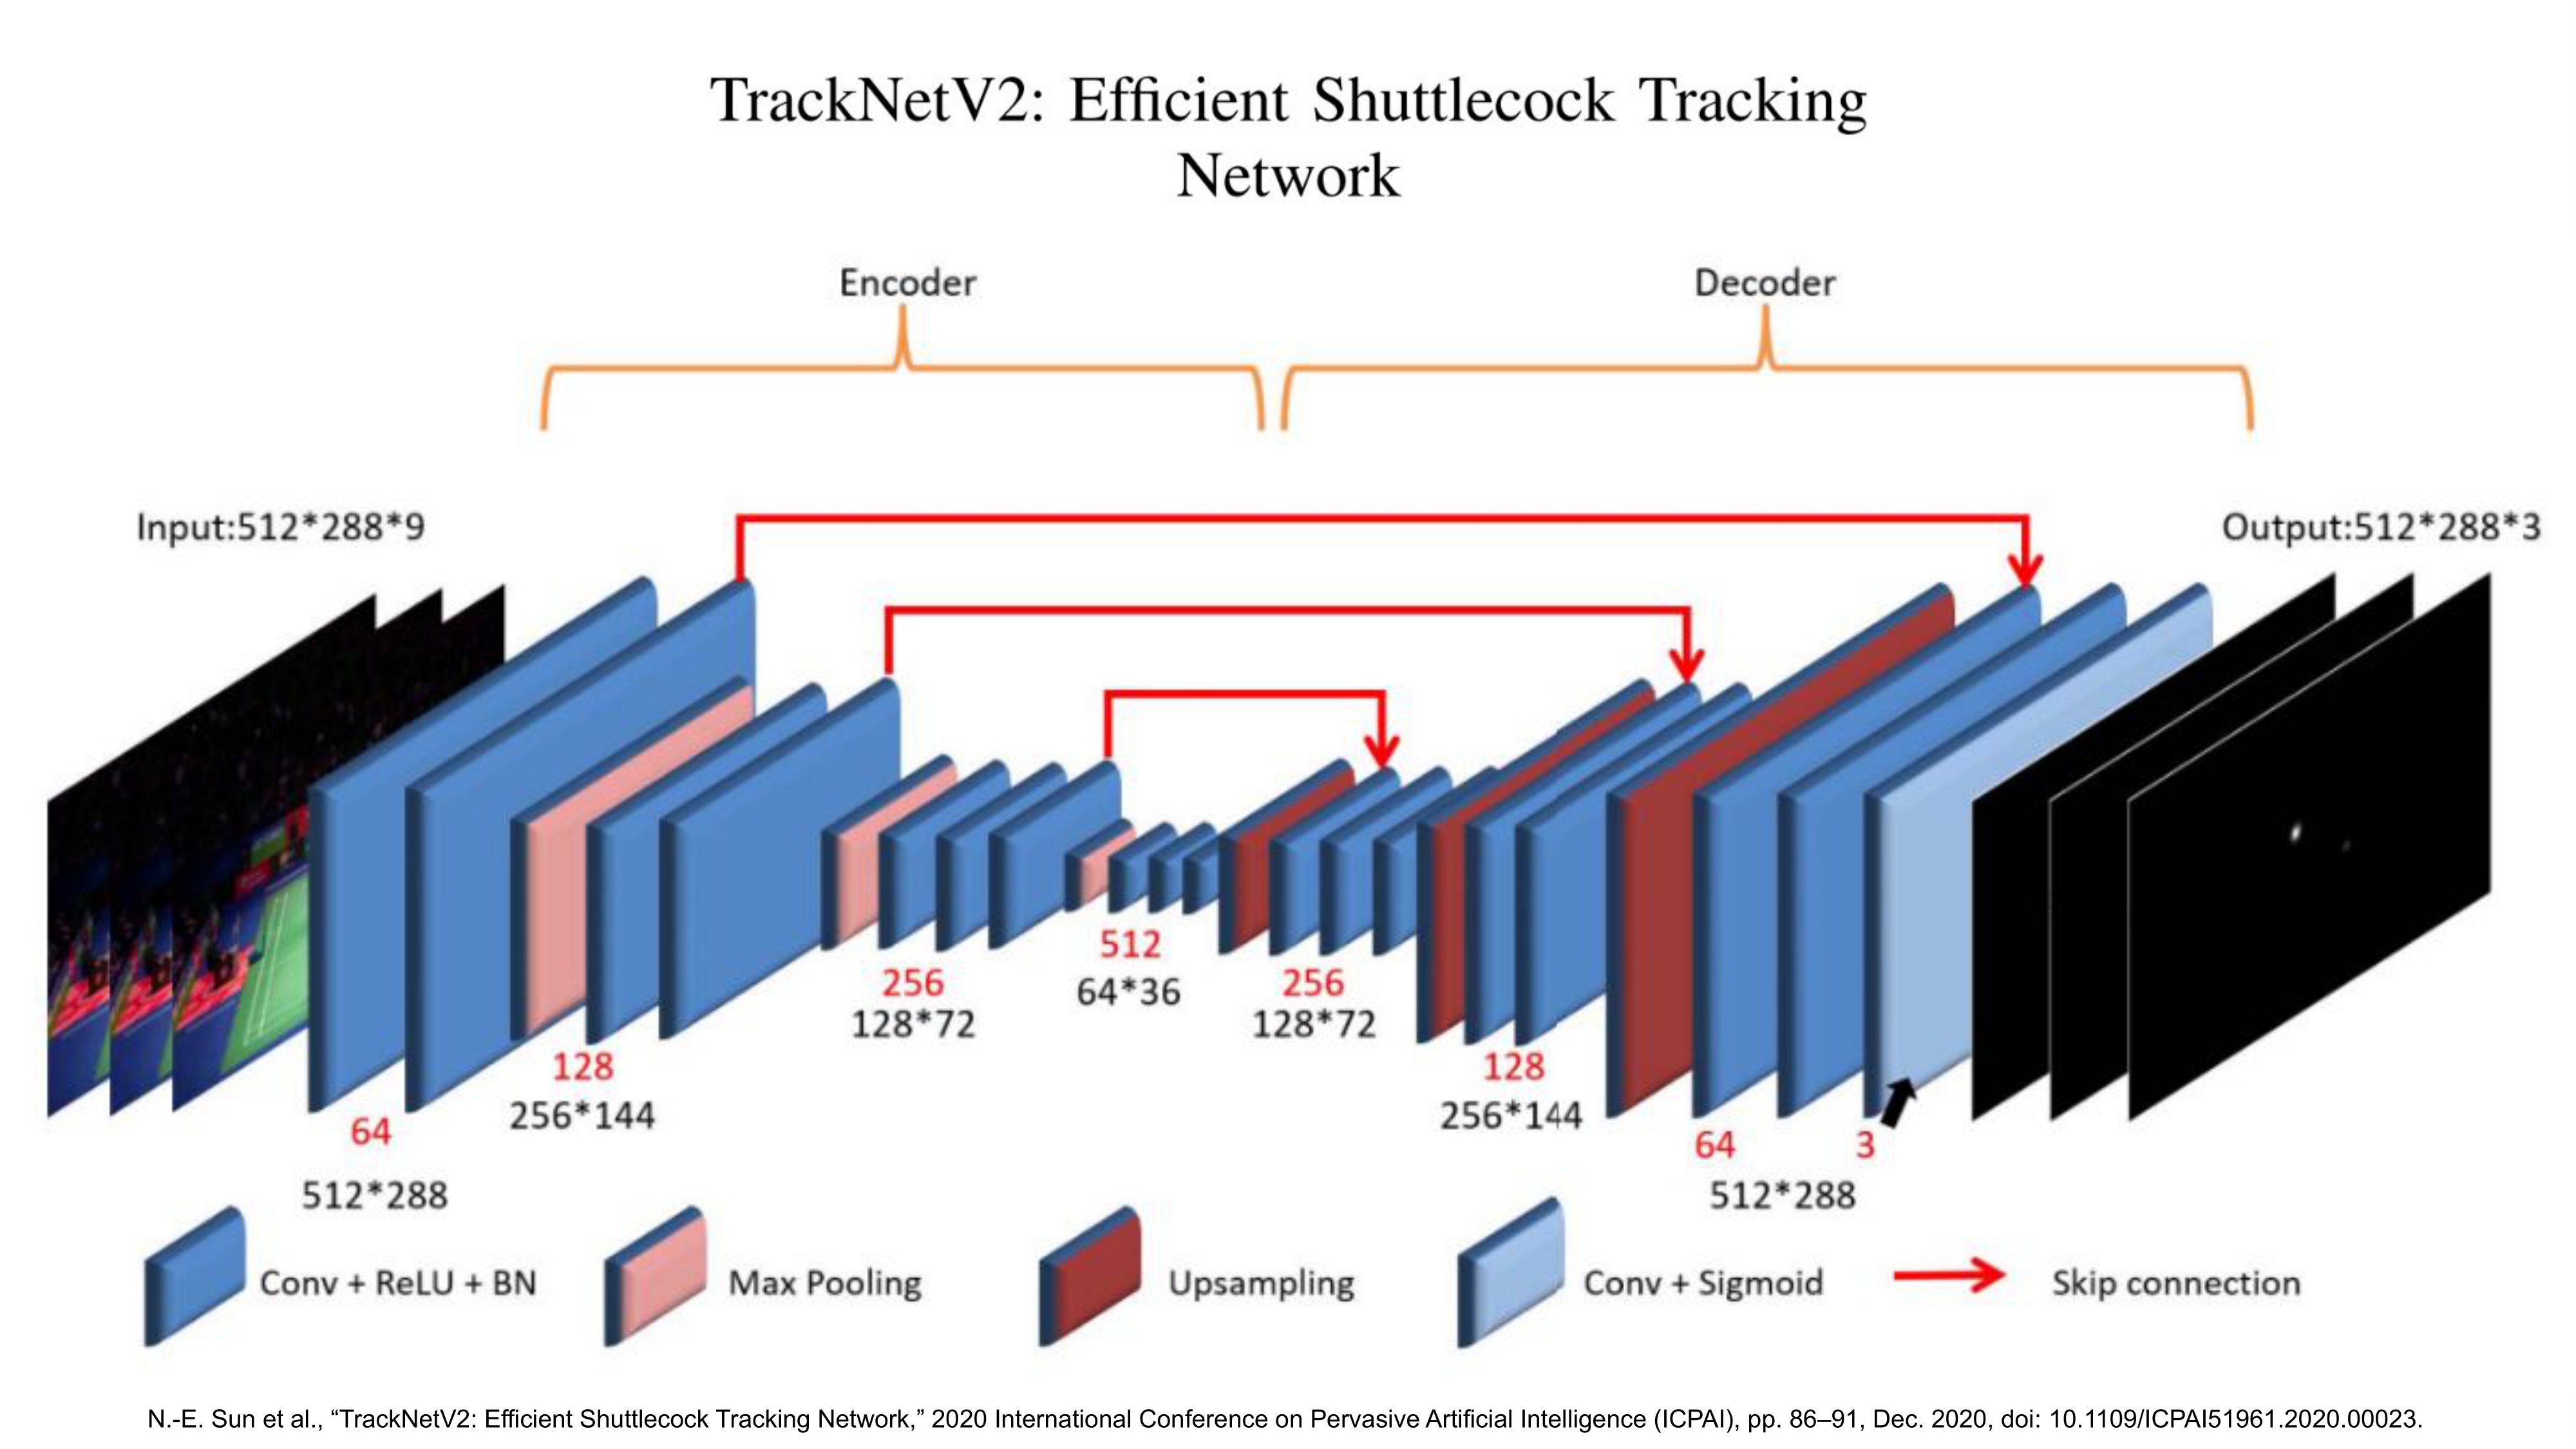 TrackNetV2: Efficient Shuttlecock Tracking
Network
Encoder
Decoder
Input:512*288*9
Output:512*288*3
64
512*288
128
256*144
256
128*72
512
64*36
256
128*72
128
256*144
64
3
512*288
Conv + ReLU + BN
Max Pooling
Upsampling
Conv + Sigmoid
Skip connection
N.-E. Sun et al., “TrackNetV2: Efficient Shuttlecock Tracking Network,” 2020 International Conference on Pervasive Artificial Intelligence (ICPAI), pp. 86–91, Dec. 2020, doi: 10.1109/ICPAI51961.2020.00023.